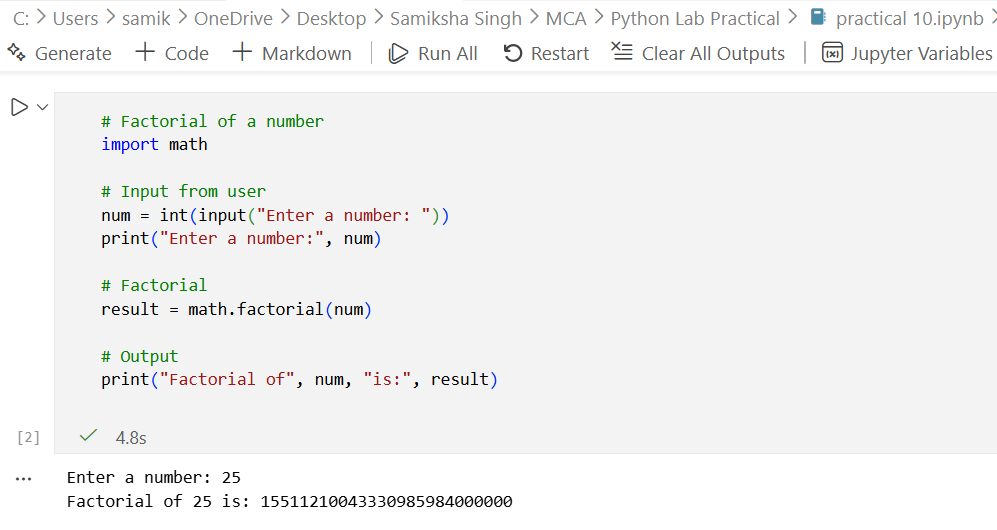 C: > Users > samik > OneDrive > Desktop > Samiksha Singh > MCA > Python Lab Practical > practical 10.ipynb >
Generate + Code + Markdown | Run All Restart Clear All Outputs | Jupyter Variables
# Factorial of a number
import math
# Input from user
num = int(input("Enter a number: "))
print("Enter a number:", num)
# Factorial
result = math.factorial(num)
# Output
print("Factorial of", num, "is:", result)
[2] 4.8s
... Enter a number: 25
Factorial of 25 is: 15511210043330985984000000